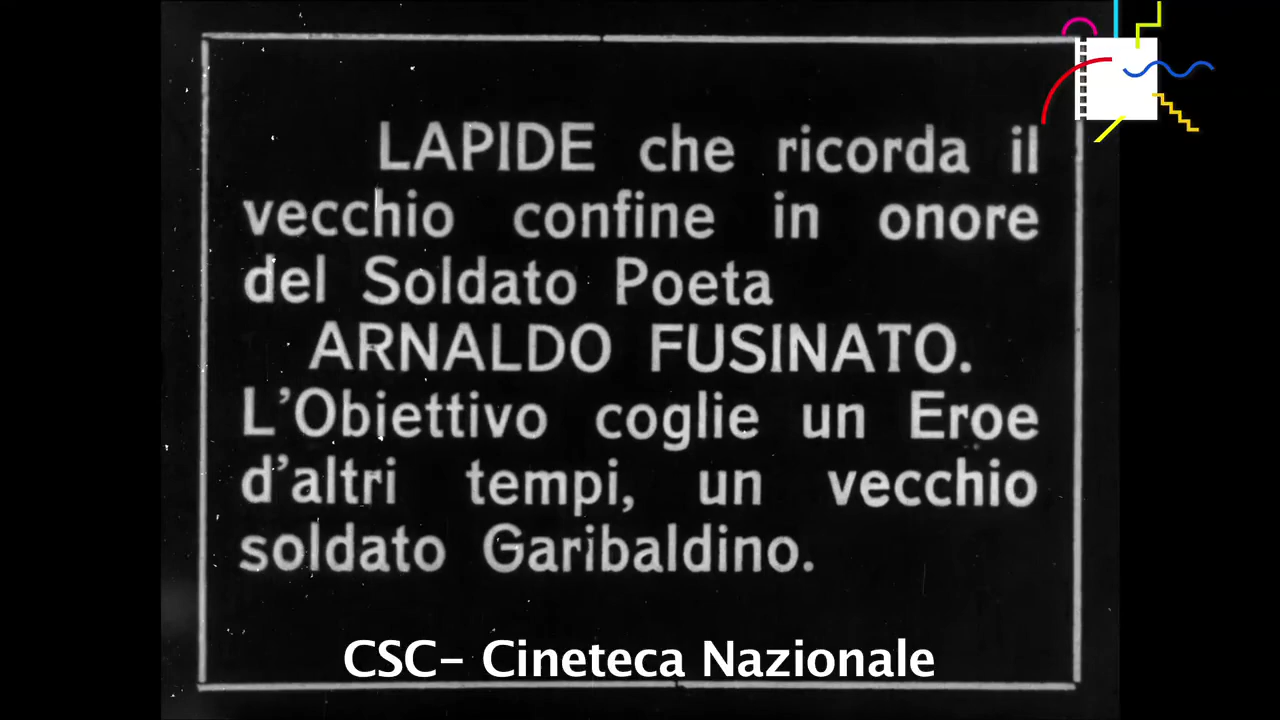 LAPIDE che ricorda il
vecchio confine in onore
del Soldato Poeta
ARNALDO FUSINATO.
L'Obiettivo coglie un Eroe
d'altri tempi, un vecchio
soldato Garibaldino.
CSC– Cineteca Nazionale